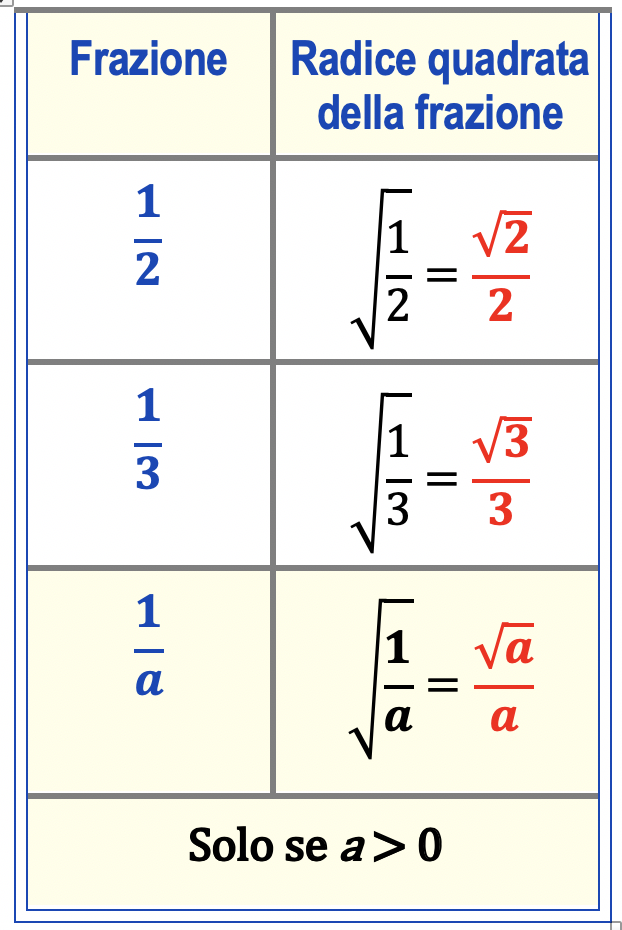 Frazione
Radice quadrata
della frazione
1/2
√(1/2) = √2/2
1/3
√(1/3) = √3/3
1/a
√(1/a) = √a/a
Solo se a > 0